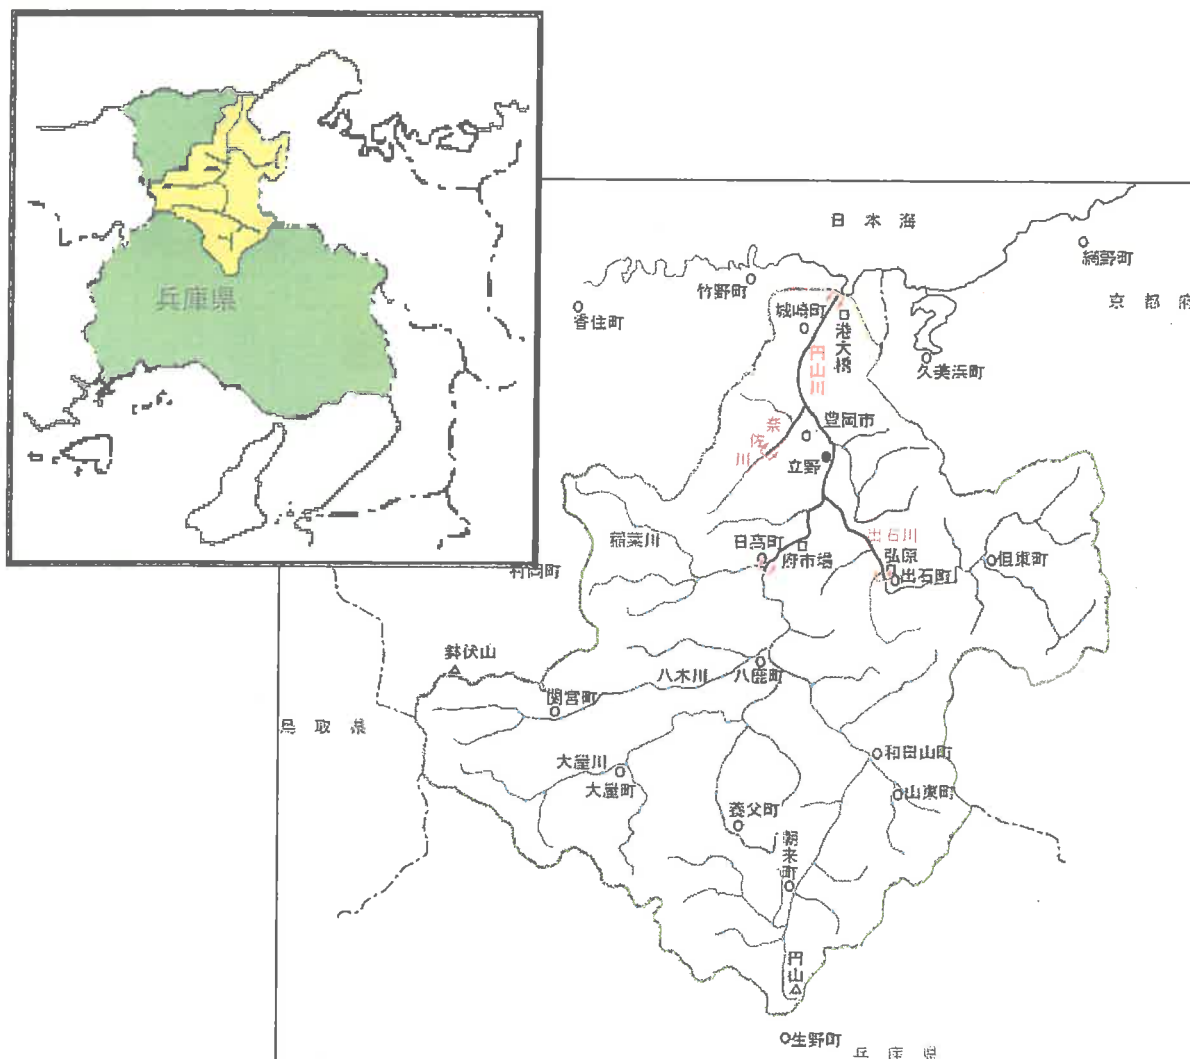 兵庫県
日本海
網野町
竹野町
京都府
香住町
城崎町
港大橋
久美浜町
円山川
奈佐川
豊岡市
立野
稲葉川
日高町
府市場
出石川
弘原
出石町
但東町
村岡町
鉢伏山
八木川
八鹿町
関宮町
鳥取県
大屋川
大屋町
和田山町
山東町
養父町
朝来町
円山
生野町
兵庫県